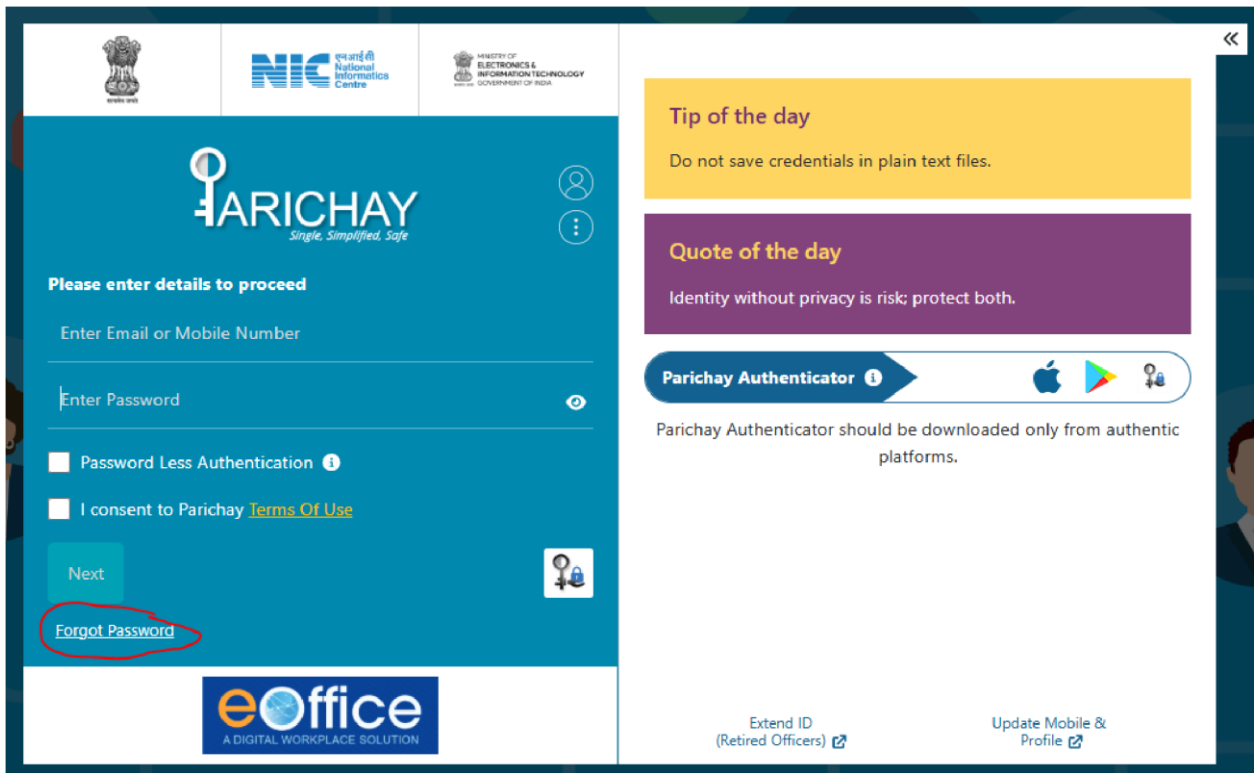 सत्यमेव जयते
NIC
एनआईसी
National
Informatics
Centre
MINISTRY OF
ELECTRONICS &
INFORMATION TECHNOLOGY
GOVERNMENT OF INDIA
PARICHAY
Single, Simplified, Safe
Please enter details to proceed
Enter Email or Mobile Number
Enter Password
Password Less Authentication
I consent to Parichay Terms Of Use
Next
Forgot Password
eOffice
A DIGITAL WORKPLACE SOLUTION
Tip of the day
Do not save credentials in plain text files.
Quote of the day
Identity without privacy is risk; protect both.
Parichay Authenticator
Parichay Authenticator should be downloaded only from authentic
platforms.
Extend ID
(Retired Officers)
Update Mobile &
Profile